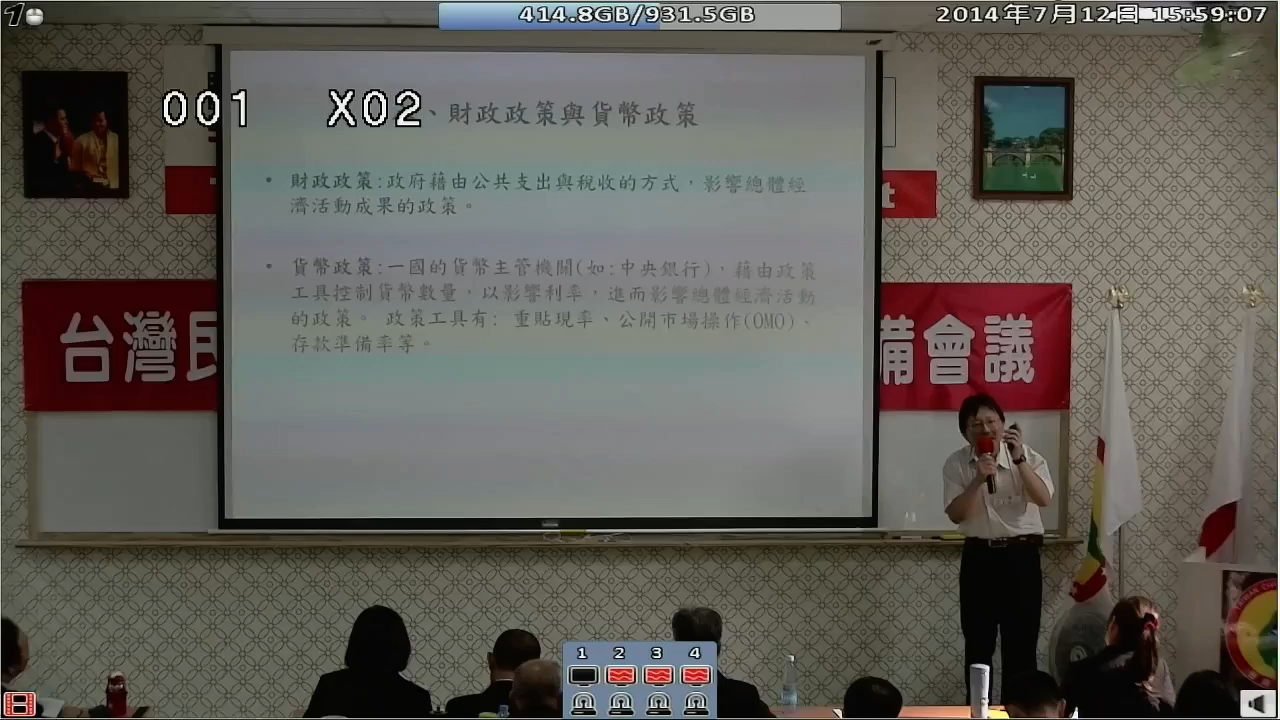 414.8GB/931.5GB
2014年7月12日 15:59:07
001 X02
、財政政策與貨幣政策
• 財政政策:政府藉由公共支出與稅收的方式，影響總體經
濟活動成果的政策。
• 貨幣政策:一國的貨幣主管機關(如:中央銀行)，藉由政策
工具控制貨幣數量，以影響利率，進而影響總體經濟活動
的政策。 政策工具有: 重貼現率、公開市場操作(OMO)、
存款準備率等。
t
台灣民
備會議
1 2 3 4